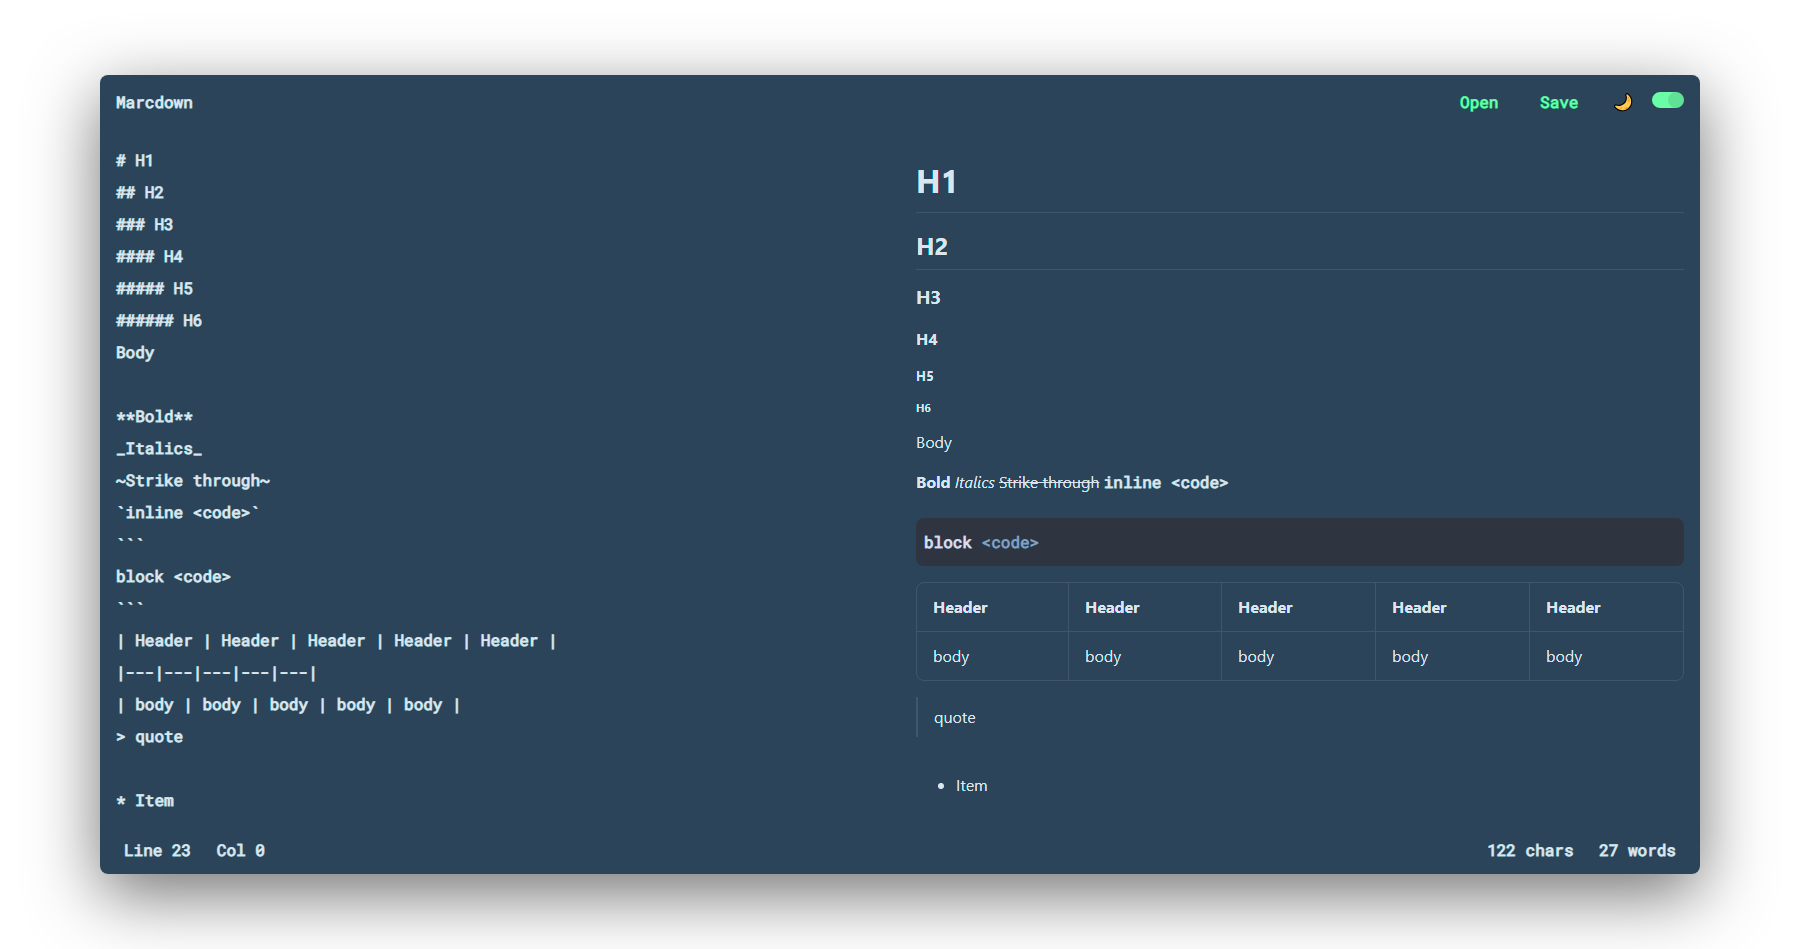 Marcdown
Open Save 🌙
# H1
## H2
### H3
#### H4
##### H5
###### H6
Body
**Bold**
_Italics_
~Strike through~
`inline <code>`
```
block <code>
```
| Header | Header | Header | Header | Header |
|---|---|---|---|---|
| body | body | body | body | body |
> quote
* Item
H1
H2
H3
H4
H5
H6
Body
Bold Italics Strike through inline <code>
block <code>
Header Header Header Header Header
body body body body body
quote
• Item
Line 23 Col 0
122 chars 27 words